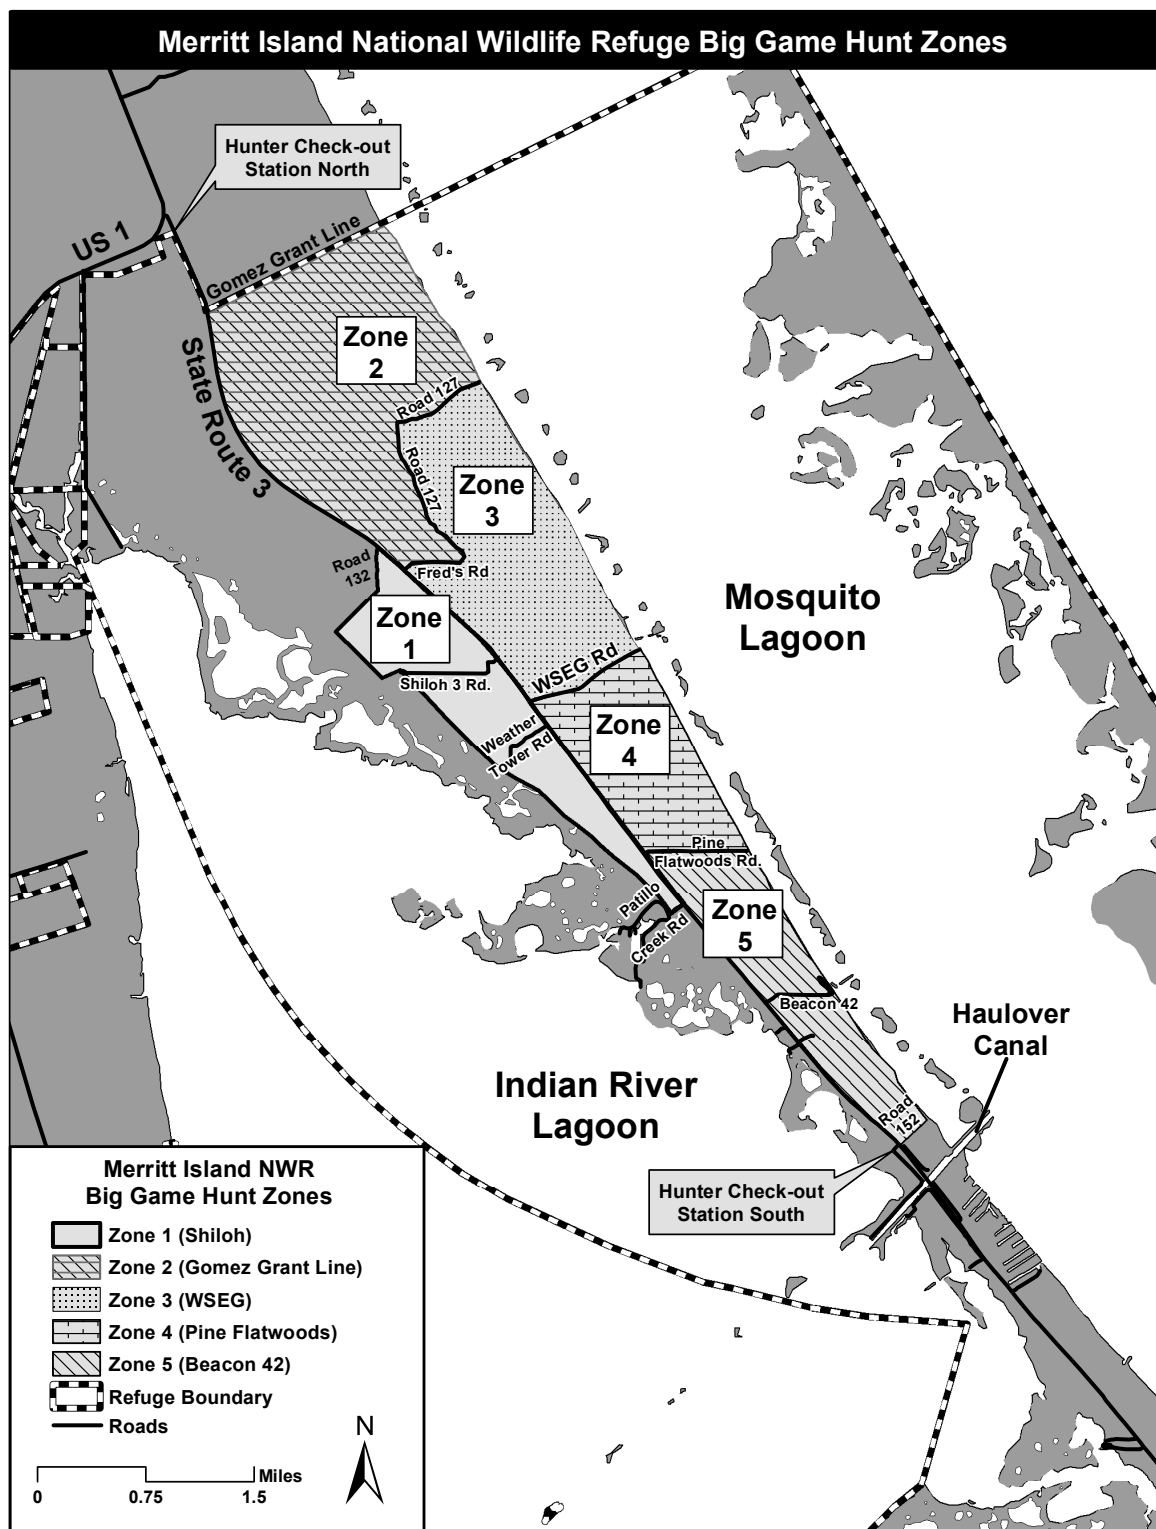 Merritt Island National Wildlife Refuge Big Game Hunt Zones
Hunter Check-out
Station North
US 1
Gomez Grant Line
State Route 3
Zone
2
Road 127
Road 127
Zone
3
Road
132
Fred's Rd
Zone
1
Shiloh 3 Rd.
WSEG Rd
Mosquito
Lagoon
Weather
Tower Rd
Zone
4
Pine
Flatwoods Rd.
Patillo
Creek Rd
Zone
5
Beacon 42
Haulover
Canal
Indian River
Lagoon
Road
152
Hunter Check-out
Station South
Merritt Island NWR
Big Game Hunt Zones
Zone 1 (Shiloh)
Zone 2 (Gomez Grant Line)
Zone 3 (WSEG)
Zone 4 (Pine Flatwoods)
Zone 5 (Beacon 42)
Refuge Boundary
Roads
N
Miles
0 0.75 1.5